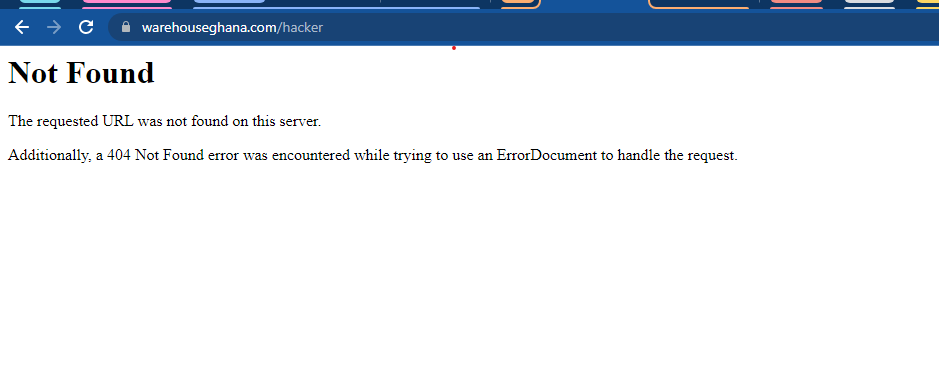 warehouseghana.com/hacker
Not Found
The requested URL was not found on this server.
Additionally, a 404 Not Found error was encountered while trying to use an ErrorDocument to handle the request.